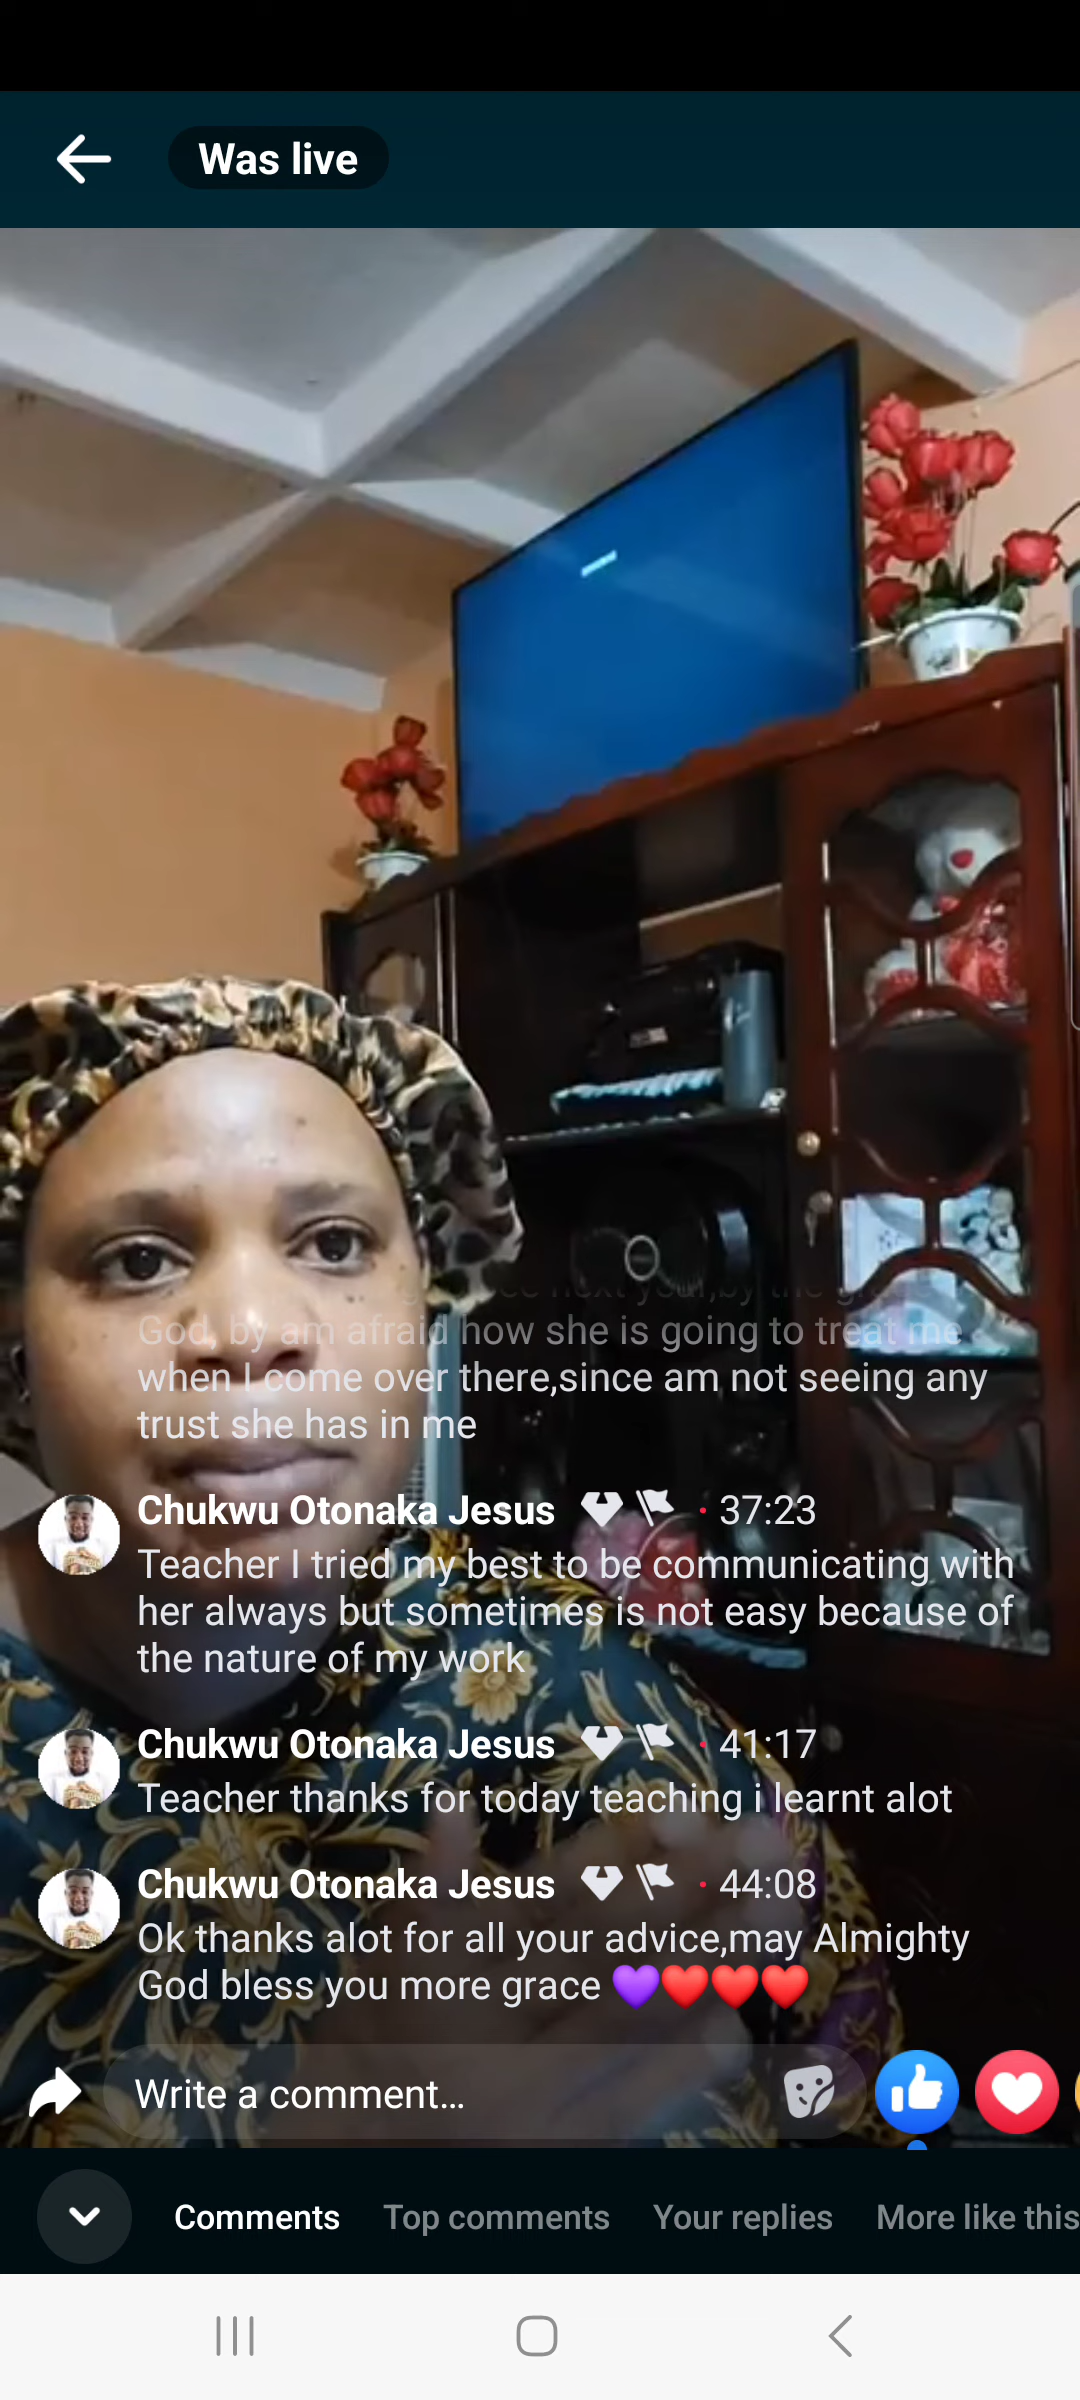 Was live
next year,by the grace
God, by am afraid how she is going to treat me
when I come over there,since am not seeing any
trust she has in me
Chukwu Otonaka Jesus · 37:23
Teacher I tried my best to be communicating with
her always but sometimes is not easy because of
the nature of my work
Chukwu Otonaka Jesus · 41:17
Teacher thanks for today teaching i learnt alot
Chukwu Otonaka Jesus · 44:08
Ok thanks alot for all your advice,may Almighty
God bless you more grace 💜❤️❤️❤️
Write a comment...
Comments Top comments Your replies More like this